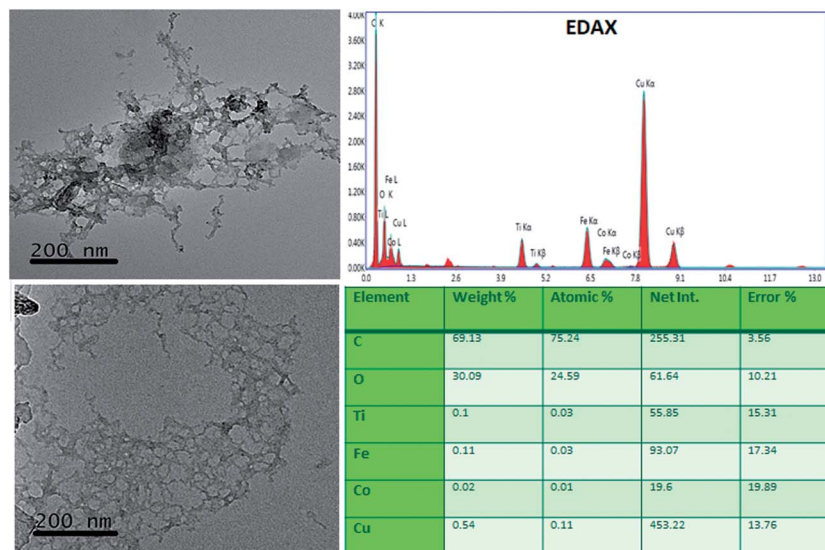 200 nm
200 nm
EDAX
4.00K
3.60K
3.20K
2.80K
2.40K
2.00K
1.60K
1.20K
0.80K
0.40K
0.00K
C K
Fe L
O K
Ti L
Cu L
Co L
Ti Kα
Ti Kβ
Fe Kα
Co Kα
Fe Kβ
Co Kβ
Cu Kα
Cu Kβ
0.0 1.3 2.6 3.9 5.2 6.5 7.8 9.1 10.4 11.7 13.0
Element Weight % Atomic % Net Int. Error %
C 69.13 75.24 255.31 3.56
O 30.09 24.59 61.64 10.21
Ti 0.1 0.03 55.85 15.31
Fe 0.11 0.03 93.07 17.34
Co 0.02 0.01 19.6 19.89
Cu 0.54 0.11 453.22 13.76